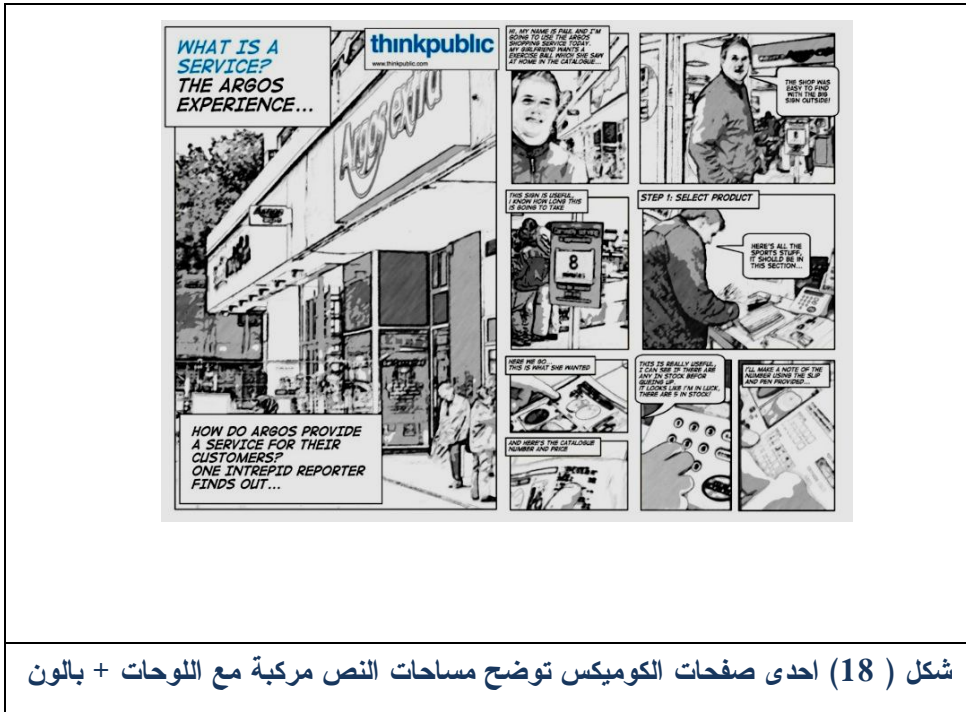 WHAT IS A
SERVICE?
THE ARGOS
EXPERIENCE...
thinkpublic
www.thinkpublic.com
Argos extra
HOW DO ARGOS PROVIDE
A SERVICE FOR THEIR
CUSTOMERS?
ONE INTREPID REPORTER
FINDS OUT...
HI, MY NAME IS PAUL AND I'M
GOING TO USE THE ARGOS
SHOPPING SERVICE TODAY.
MY GIRLFRIEND WANTS A
EXERCISE BALL WHICH SHE SAW
AT HOME IN THE CATALOGUE...
THE SHOP WAS
EASY TO FIND
WITH THE BIG
SIGN OUTSIDE!
THIS SIGN IS USEFUL,
I KNOW HOW LONG THIS
IS GOING TO TAKE
8
STEP 1: SELECT PRODUCT
HERE'S ALL THE
SPORTS STUFF,
IT SHOULD BE IN
THIS SECTION...
HERE WE GO...
THIS IS WHAT SHE WANTED
AND HERE'S THE CATALOGUE
NUMBER AND PRICE
THIS IS REALLY USEFUL,
I CAN SEE IF THERE ARE
ANY IN STOCK BEFOR
QUEING UP.
IT LOOKS LIKE I'M IN LUCK,
THERE ARE 5 IN STOCK!
I'LL MAKE A NOTE OF THE
NUMBER USING THE SLIP
AND PEN PROVIDED...
شكل ( 18) احدى صفحات الكوميكس توضح مساحات النص مركبة مع اللوحات + بالون